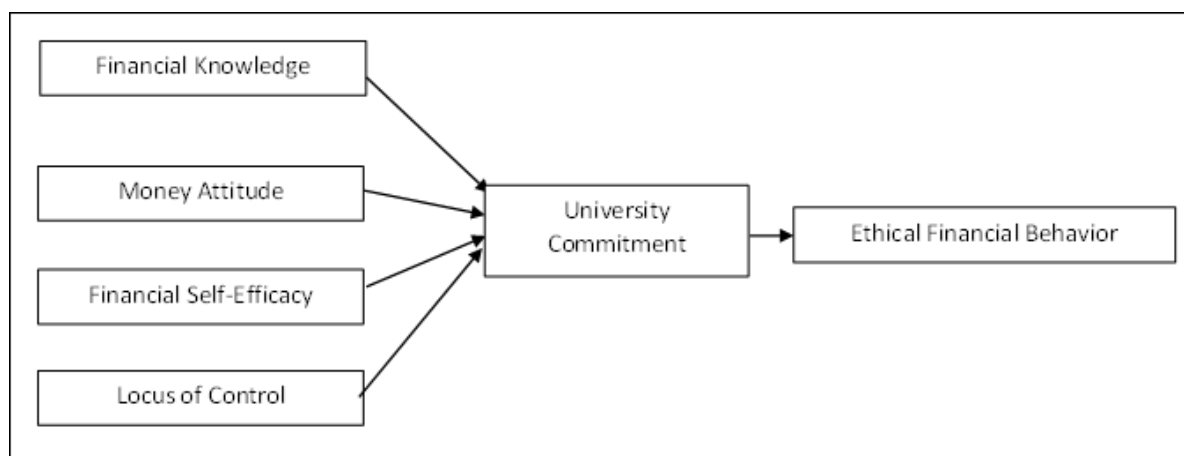 Financial Knowledge
Money Attitude
Financial Self-Efficacy
Locus of Control
University
Commitment
Ethical Financial Behavior